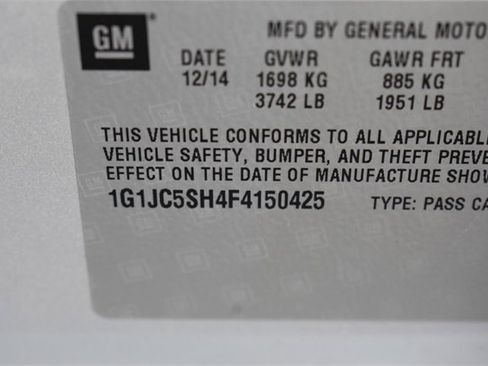 GM
MFD BY GENERAL MOTO
DATE GVWR GAWR FRT
12/14 1698 KG 885 KG
3742 LB 1951 LB
THIS VEHICLE CONFORMS TO ALL APPLICABL
VEHICLE SAFETY, BUMPER, AND THEFT PREVE
EFFECT ON THE DATE OF MANUFACTURE SHOW
1G1JC5SH4F4150425 TYPE: PASS CA